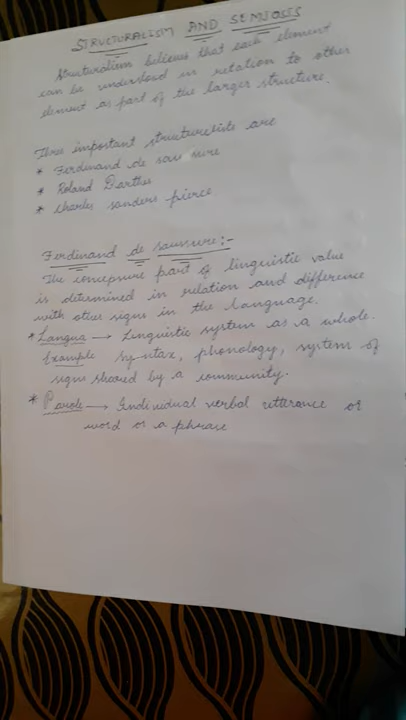 STRUCTURALISM AND SEMIOSIS
Structuralism believes that each element
can be understood in relation to other
element as part of the larger structure.
Three important structuralists are
* Ferdinand de saussure
* Roland Barthes
* Charles sanders pierce
Ferdinand de saussure:-
The part of linguistic value
is determined in relation and difference
with other signs in the language.
* Langua → Linguistic system as a whole.
Example syntax, phonology, system of
signs shared by a community.
* Parole → Individual verbal utterance or
word or a phrase